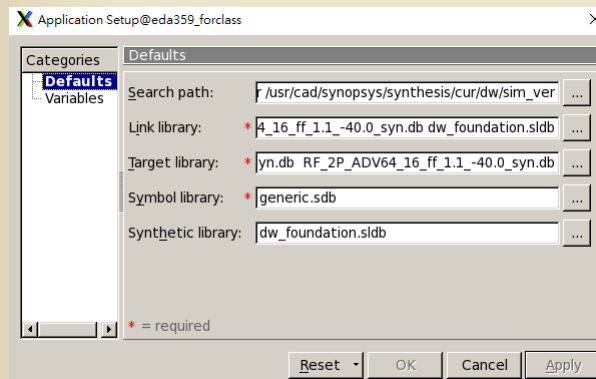 Application Setup@eda359_forclass
Categories
Defaults
Variables
Defaults
Search path: r /usr/cad/synopsys/synthesis/cur/dw/sim_ver ...
Link library: * 4_16_ff_1.1_-40.0_syn.db dw_foundation.sldb ...
Target library: * yn.db RF_2P_ADV64_16_ff_1.1_-40.0_syn.db ...
Symbol library: * generic.sdb ...
Synthetic library: dw_foundation.sldb ...
* = required
Reset OK Cancel Apply